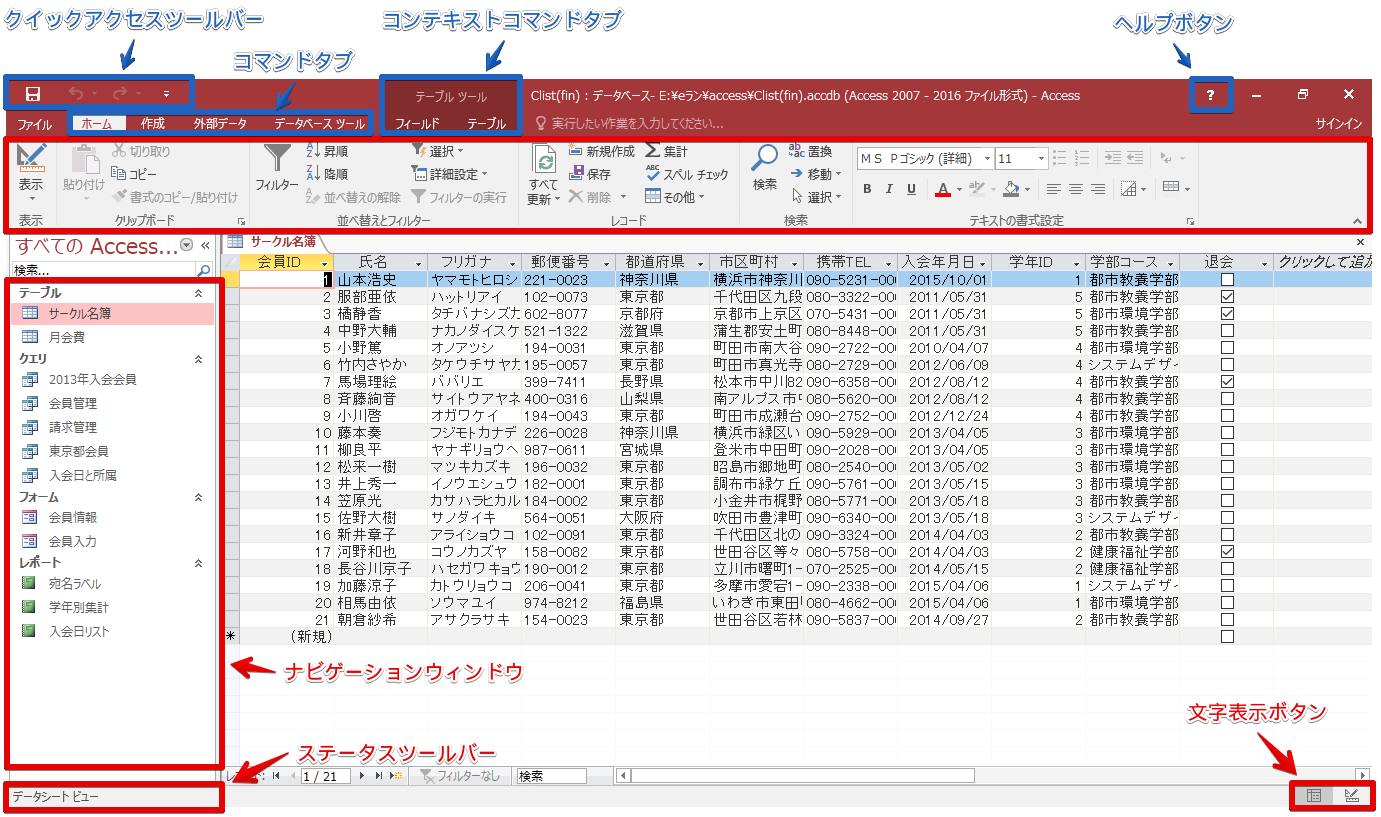 クイックアクセスツールバー
コンテキストコマンドタブ
ヘルプボタン
コマンドタブ
テーブル ツール
Clist(fin) : データベース- E:¥eラン¥access¥Clist(fin).accdb (Access 2007 - 2016 ファイル形式) - Access
?
ファイル ホーム 作成 外部データ データベース ツール フィールド テーブル 実行したい作業を入力してください... サインイン
表示
表示
貼り付け
切り取り
コピー
書式のコピー/貼り付け
クリップボード
フィルター
昇順
降順
並べ替えの解除
選択
詳細設定
フィルターの実行
並べ替えとフィルター
すべて
更新
新規作成
保存
削除
集計
スペル チェック
その他
レコード
検索
置換
移動
選択
検索
MS Pゴシック (詳細) 11
B I U A
テキストの書式設定
すべての Access...
検索...
テーブル
サークル名簿
月会費
クエリ
2013年入会会員
会員管理
請求管理
東京都会員
入会日と所属
フォーム
会員情報
会員入力
レポート
宛名ラベル
学年別集計
入会日リスト
サークル名簿
会員ID 氏名 フリガナ 郵便番号 都道府県 市区町村 携帯TEL 入会年月日 学年ID 学部コース 退会 クリックして追加
1 山本浩史 ヤマモトヒロシ 221-0023 神奈川県 横浜市神奈川 090-5231-00 2015/10/01 1 都市教養学部
2 服部亜依 ハットリアイ 102-0073 東京都 千代田区九段 080-3322-00 2011/05/31 5 都市教養学部
3 橘静香 タチバナシズカ 602-8077 京都府 京都市上京区 070-5431-00 2011/05/31 5 都市環境学部
4 中野大輔 ナカノダイスケ 521-1322 滋賀県 蒲生郡安土町 080-8448-00 2011/05/31 5 都市教養学部
5 小野篤 オノアツシ 194-0031 東京都 町田市南大谷 090-2722-00 2010/04/07 4 都市環境学部
6 竹内さやか タケウチサヤカ 195-0057 東京都 町田市真光寺 080-2729-00 2012/06/09 4 システムデザイ
7 馬場理絵 ババリエ 399-7411 長野県 松本市中川82 090-6358-00 2012/08/12 4 都市教養学部
8 斉藤絢音 サイトウアヤネ 400-0316 山梨県 南アルプス市 080-5620-00 2012/08/12 4 都市教養学部
9 小川啓 オガワケイ 194-0043 東京都 町田市成瀬台 090-2752-00 2012/12/24 4 都市教養学部
10 藤本奏 フジモトカナデ 226-0028 神奈川県 横浜市緑区い 090-5929-00 2013/04/05 3 都市環境学部
11 柳良平 ヤナギリョウヘ 987-0611 宮城県 登米市中田町 090-2028-00 2013/04/05 3 都市環境学部
12 松来一樹 マツキカズキ 196-0032 東京都 昭島市郷地町 080-2540-00 2013/05/02 3 都市環境学部
13 井上秀一 イノウエシュウ 182-0001 東京都 調布市緑ケ丘 090-5761-00 2013/05/15 3 都市環境学部
14 笠原光 カサハラヒカル 184-0002 東京都 小金井市梶野 080-5771-00 2013/05/18 3 都市教養学部
15 佐野大樹 サノダイキ 564-0051 大阪府 吹田市豊津町 090-6340-00 2013/05/18 3 システムデザイ
16 新井章子 アライショウコ 102-0091 東京都 千代田区北の 090-3324-00 2014/04/03 2 都市教養学部
17 河野和也 コウノカズヤ 158-0082 東京都 世田谷区等々 080-5758-00 2014/04/03 2 健康福祉学部
18 長谷川京子 ハセガワキョウ 190-0012 東京都 立川市曙町1- 070-2525-00 2014/05/15 2 健康福祉学部
19 加藤涼子 カトウリョウコ 206-0041 東京都 多摩市愛宕1- 090-2338-00 2015/04/06 1 システムデザイ
20 相馬由依 ソウマユイ 974-8212 福島県 いわき市東田 080-4662-00 2015/04/06 1 都市環境学部
21 朝倉紗希 アサクラサキ 154-0023 東京都 世田谷区若林 090-5837-00 2014/09/27 2 都市教養学部
* (新規)
ナビゲーションウィンドウ
文字表示ボタン
ステータスツールバー
1 / 21 フィルターなし 検索
データシート ビュー